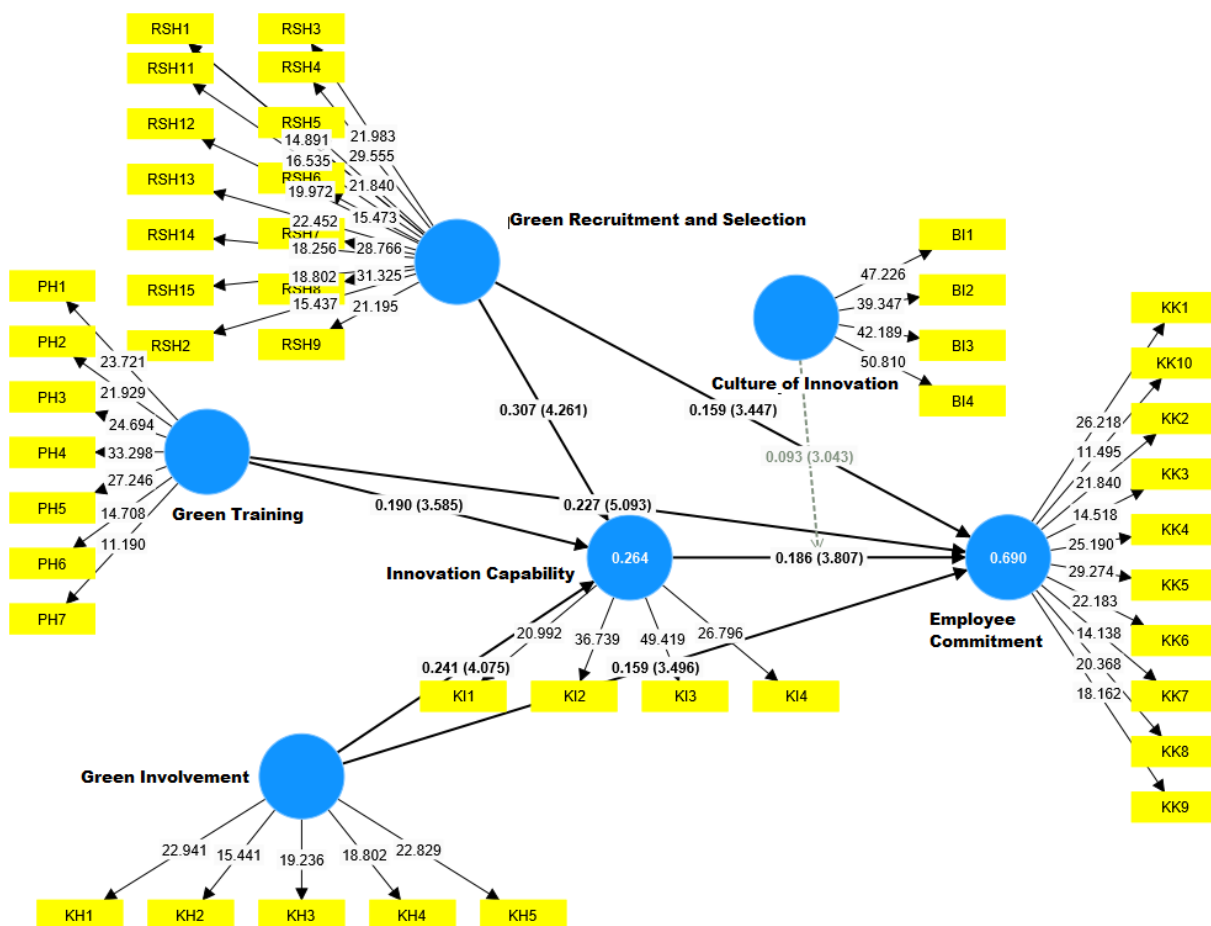 RSH1
RSH3
RSH11
RSH4
RSH12
RSH5
RSH13
RSH6
RSH14
RSH7
RSH15
RSH8
RSH2
RSH9
14.891
16.535
19.972
22.452
18.256
18.802
15.437
21.983
29.555
21.840
15.473
28.766
31.325
21.195
Green Recruitment and Selection
BI1
BI2
BI3
BI4
47.226
39.347
42.189
50.810
Culture of Innovation
PH1
PH2
PH3
PH4
PH5
PH6
PH7
23.721
21.929
24.694
33.298
27.246
14.708
11.190
Green Training
0.307 (4.261)
0.159 (3.447)
0.093 (3.043)
0.190 (3.585)
0.227 (5.093)
0.264
0.186 (3.807)
0.690
Innovation Capability
Employee
Commitment
KK1
KK10
KK2
KK3
KK4
KK5
KK6
KK7
KK8
KK9
26.218
11.495
21.840
14.518
25.190
29.274
22.183
14.138
20.368
18.162
20.992
36.739
49.419
26.796
0.241 (4.075)
0.159 (3.496)
KI1
KI2
KI3
KI4
Green Involvement
22.941
15.441
19.236
18.802
22.829
KH1
KH2
KH3
KH4
KH5